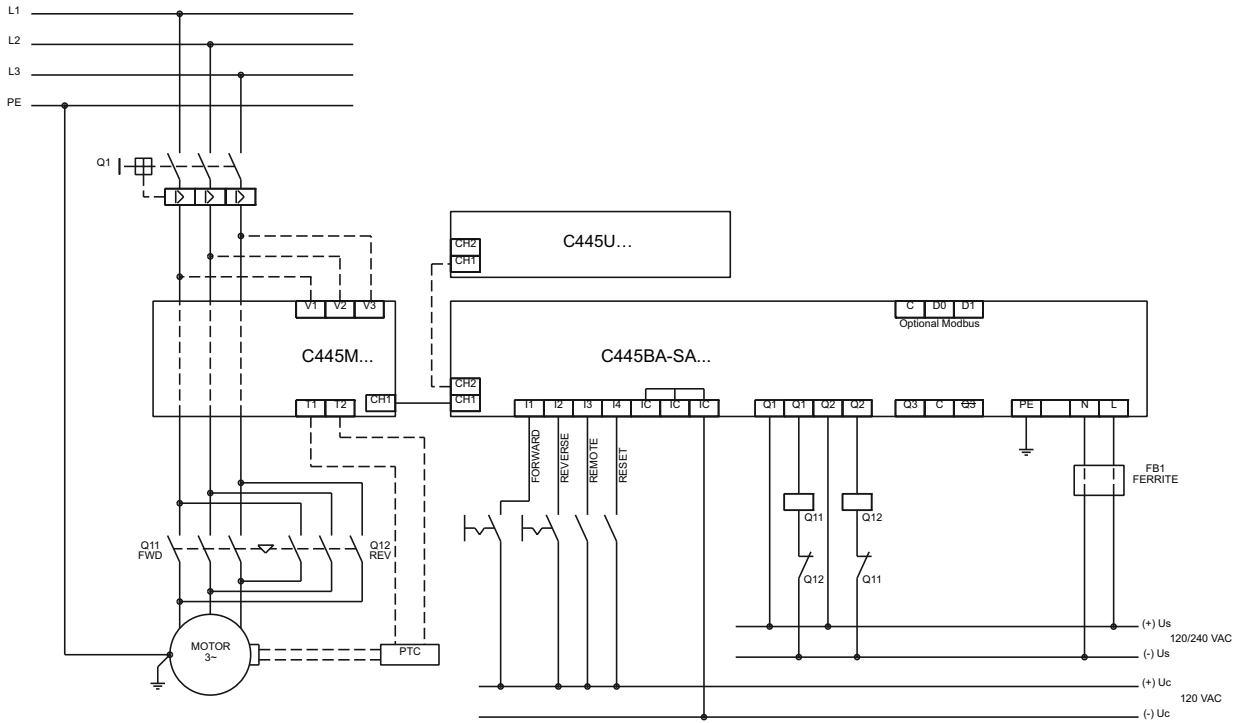 L1
L2
L3
PE
Q1
C445U...
CH2
CH1
V1 V2 V3
C445M...
T1 T2 CH1
C D0 D1
Optional Modbus
C445BA-SA...
CH2
CH1
I1 I2 I3 I4 IC IC IC
Q1 Q1 Q2 Q2
Q3 C Q3
PE N L
FORWARD
REVERSE
REMOTE
RESET
FB1
FERRITE
Q11
FWD
Q12
REV
Q11 Q12
Q12 Q11
MOTOR
3~
PTC
(+) Us
120/240 VAC
(-) Us
(+) Uc
120 VAC
(-) Uc